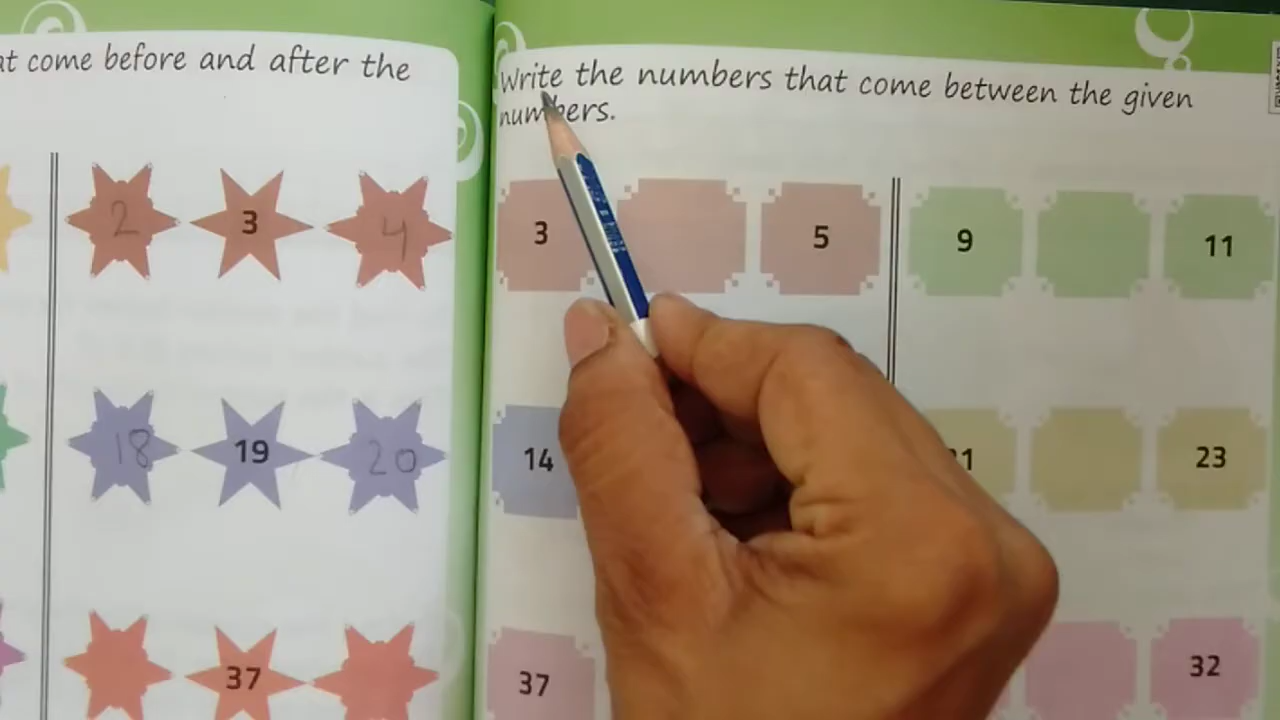 at come before and after the
2 3 4
18 19 20
37
Write the numbers that come between the given
numbers.
3 5 9 11
14 23
37 32